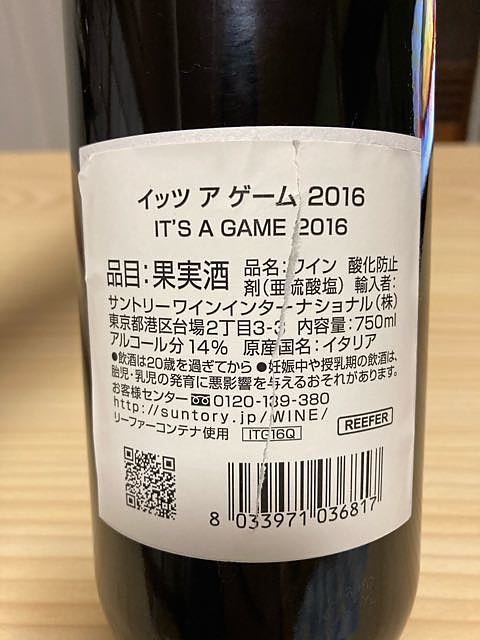 イッツ ア ゲーム 2016
IT'S A GAME 2016
品目:果実酒 品名:ワイン 酸化防止
剤(亜硫酸塩) 輸入者:
サントリーワインインターナショナル(株)
東京都港区台場2丁目3-3 内容量:750ml
アルコール分14% 原産国名:イタリア
●飲酒は20歳を過ぎてから ●妊娠中や授乳期の飲酒は、
胎児・乳児の発育に悪影響を与えるおそれがあります。
お客様センター 0120-139-380
http://suntory.jp/WINE/
リーファーコンテナ使用 ITG16Q REEFER
8 033971 036817